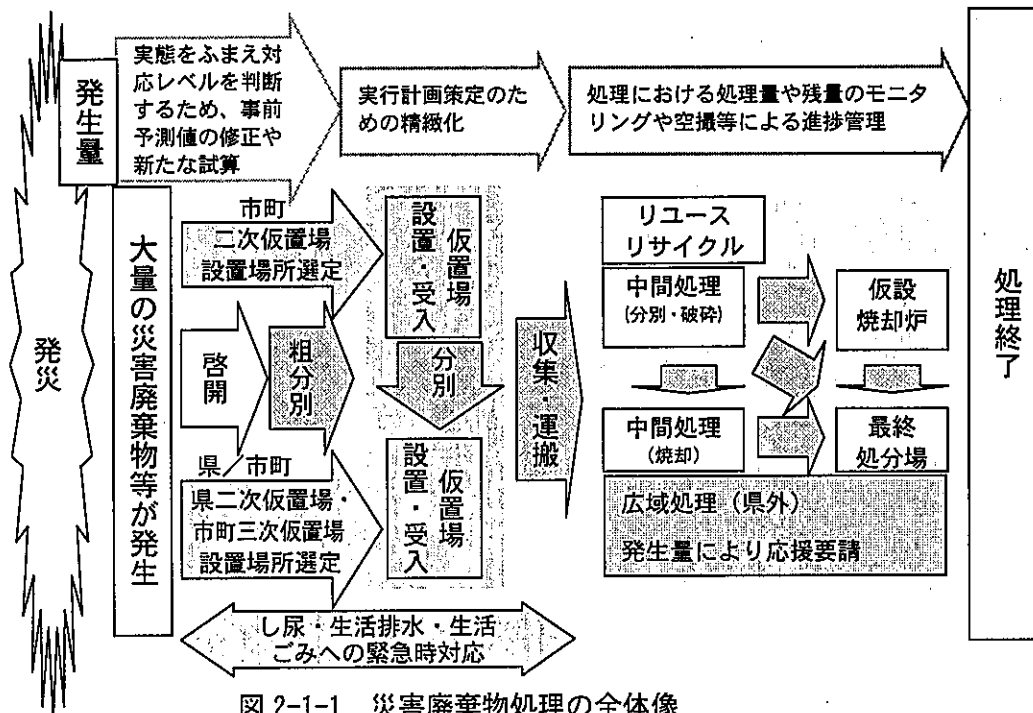 発災
発生量
実態をふまえ対
応レベルを判断
するため、事前
予測値の修正や
新たな試算
実行計画策定のた
めの精緻化
処理における処理量や残量のモニタ
リングや空撮等による進捗管理
大量の災害廃棄物等が発生
市町
二次仮置場
設置場所選定
啓開
粗分別
県／市町
県二次仮置場・
市町三次仮置場
設置場所選定
仮置場
設置・受入
分別
仮置場
設置・受入
収集・運搬
リユース
リサイクル
中間処理
(分別・破砕)
仮設
焼却炉
中間処理
(焼却)
最終
処分場
広域処理（県外）
発生量により応援要請
処理終了
し尿・生活排水・生活
ごみへの緊急時対応
図 2-1-1 災害廃棄物処理の全体像